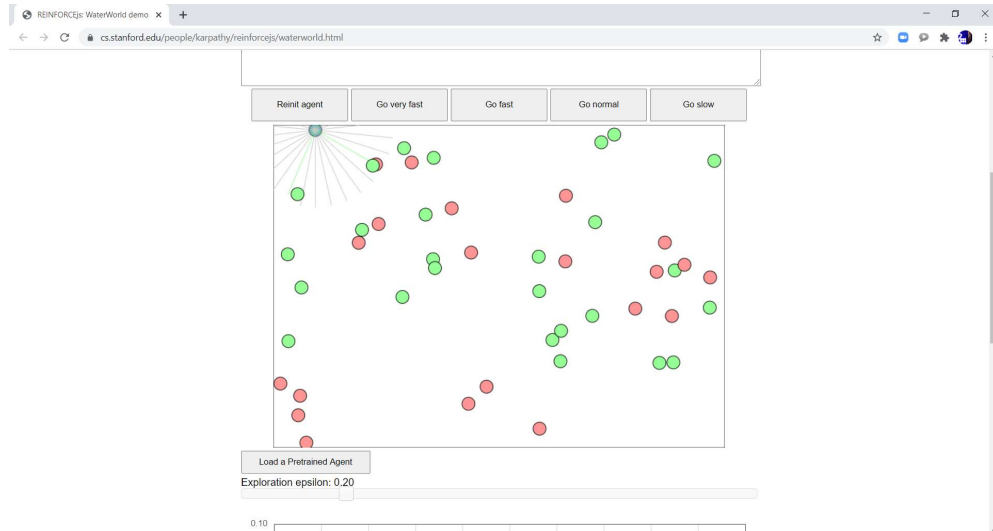 REINFORCEjs: WaterWorld demo
cs.stanford.edu/people/karpathy/reinforcejs/waterworld.html
Reinit agent Go very fast Go fast Go normal Go slow
Load a Pretrained Agent
Exploration epsilon: 0.20
0.10